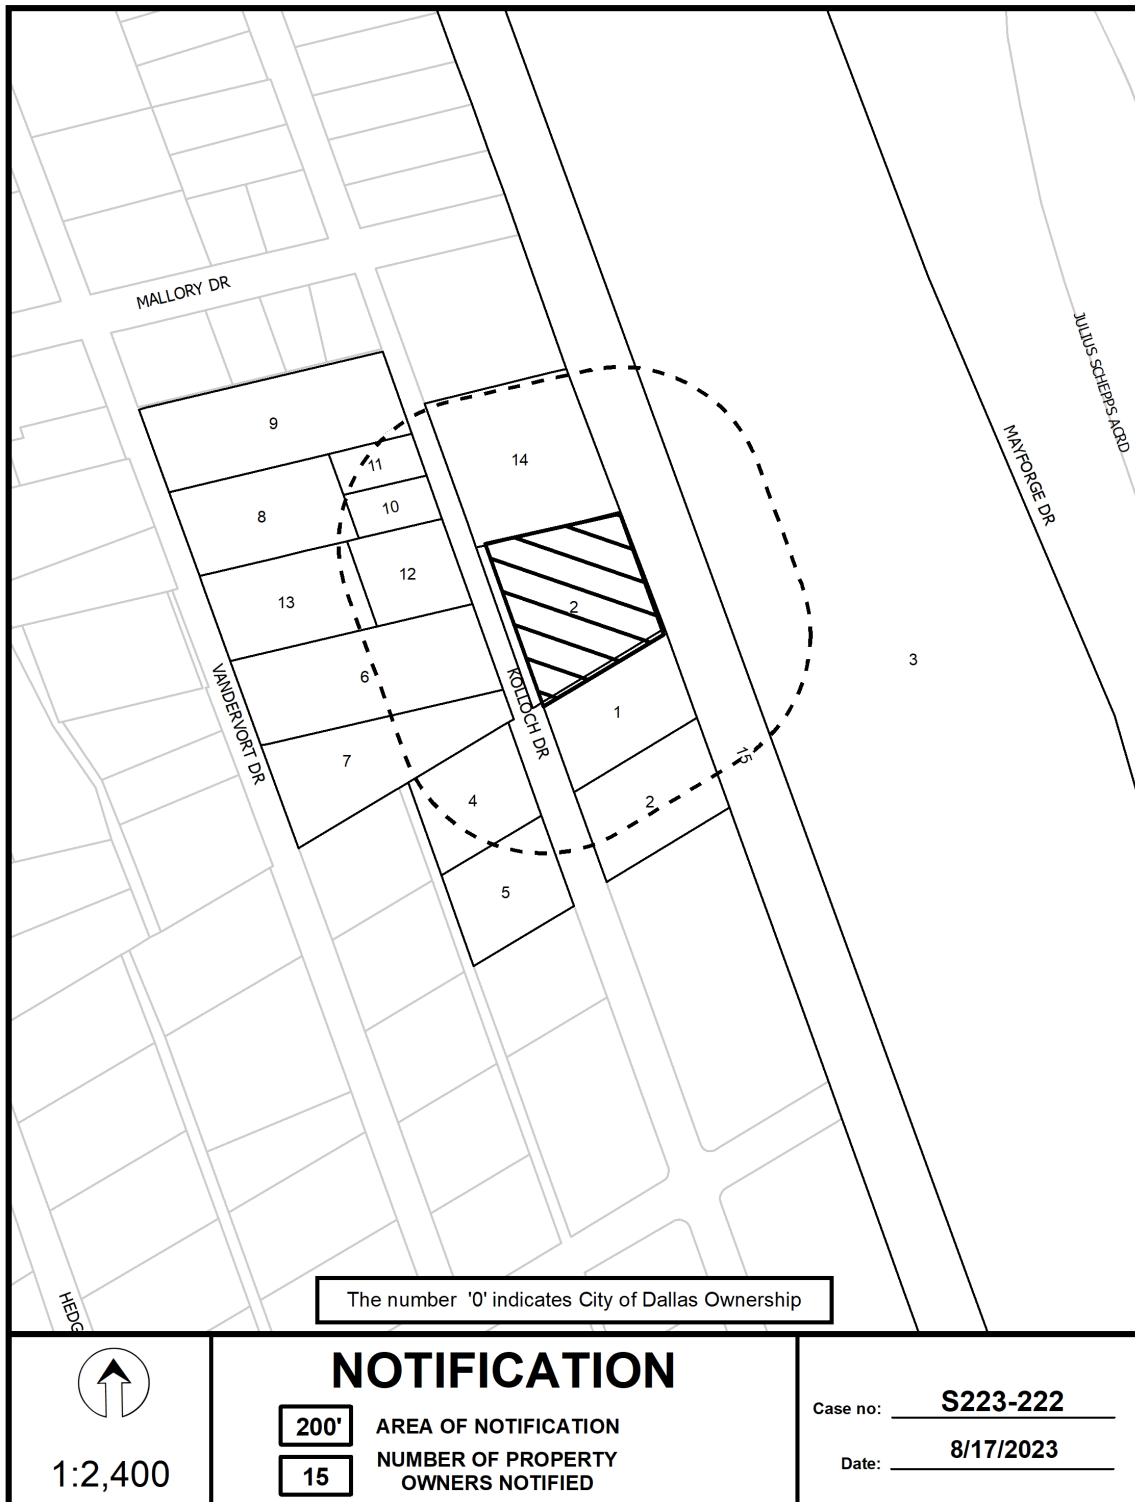 MALLORY DR
JULIUS SCHEPPS ACRD
9
MAYFORGE DR
14
11
10
8
12
13
2
3
6
KOLLOCH DR
VANDERVORT DR
1
7
15
4
2
5
HEDG
The number '0' indicates City of Dallas Ownership
1:2,400
NOTIFICATION
200' AREA OF NOTIFICATION
15 NUMBER OF PROPERTY
OWNERS NOTIFIED
Case no: S223-222
Date: 8/17/2023